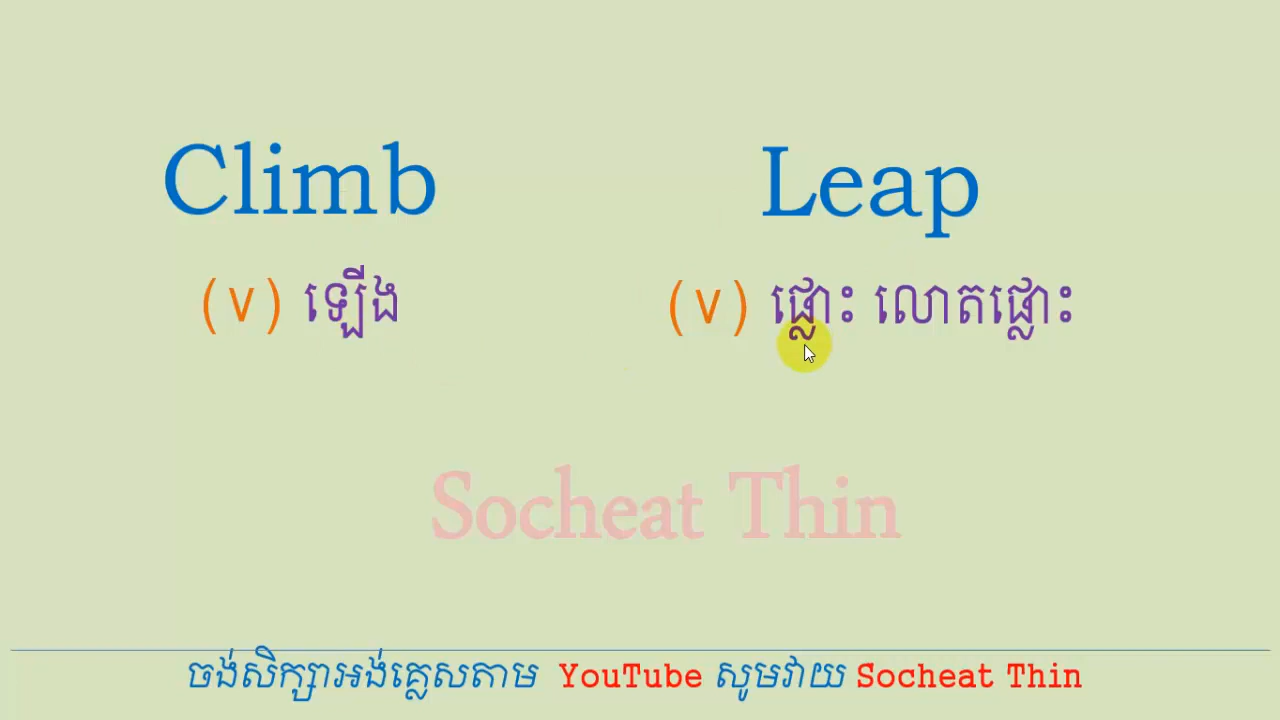 Climb Leap
(v) ឡើង (v) ផ្លោះ លោតផ្លោះ
Socheat Thin
ចង់សិក្សាអង់គ្លេសតាម YouTube សូមវាយ Socheat Thin